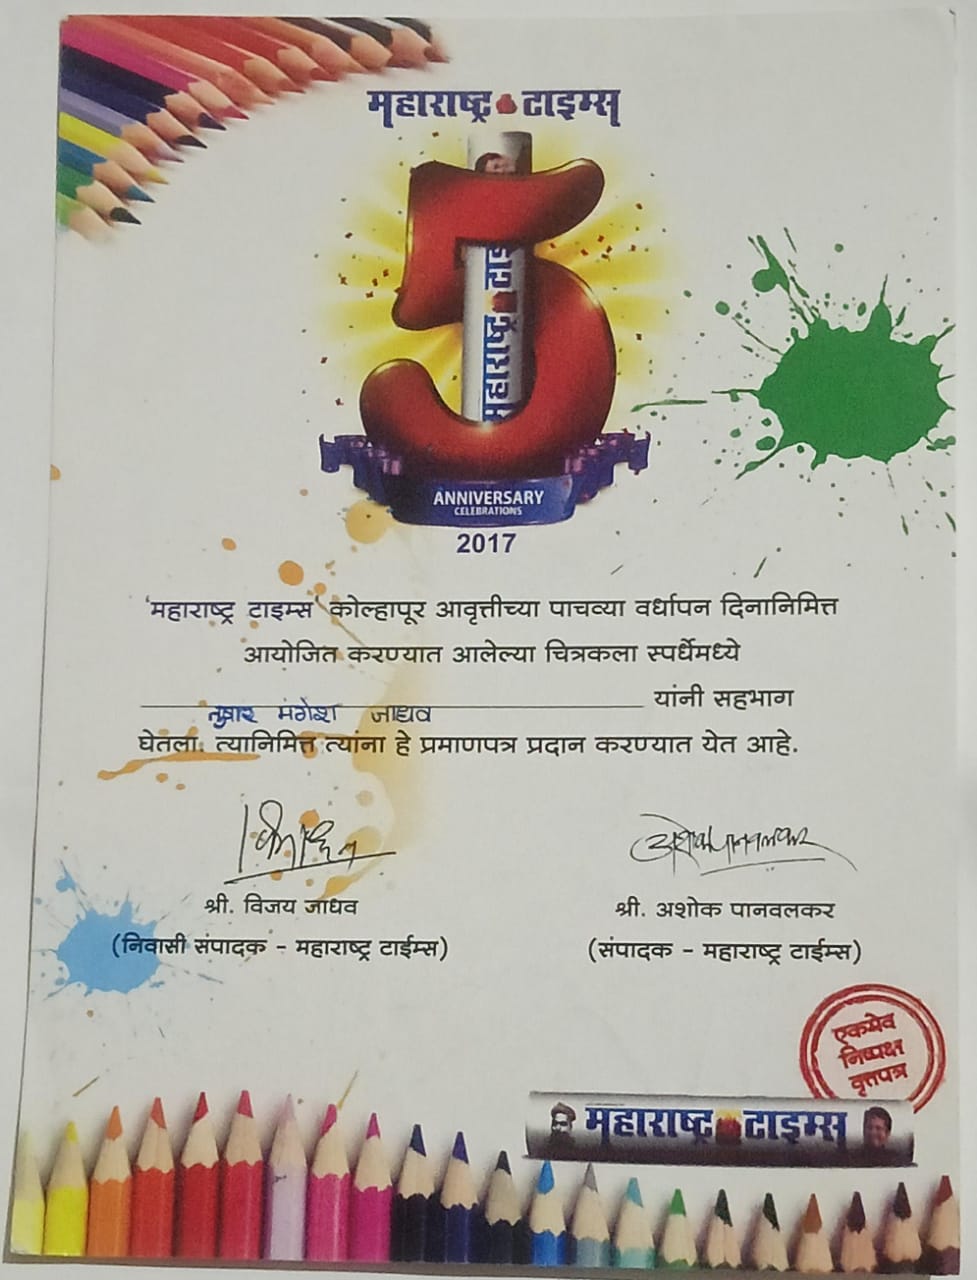 महाराष्ट्र टाइम्स
महाराष्ट्र टाइ
ANNIVERSARY
CELEBRATIONS
2017
'महाराष्ट्र टाइम्स' कोल्हापूर आवृत्तीच्या पाचव्या वर्धापन दिनानिमित्त
आयोजित करण्यात आलेल्या चित्रकला स्पर्धेमध्ये
तुषार मंगेश जाधव यांनी सहभाग
घेतला. त्यानिमित्त त्यांना हे प्रमाणपत्र प्रदान करण्यात येत आहे.
अशोक पानवलकर
श्री. विजय जाधव
श्री. अशोक पानवलकर
(निवासी संपादक - महाराष्ट्र टाईम्स)
(संपादक - महाराष्ट्र टाईम्स)
एकमेव
निष्पक्ष
वृत्तपत्र
महाराष्ट्र टाइम्स